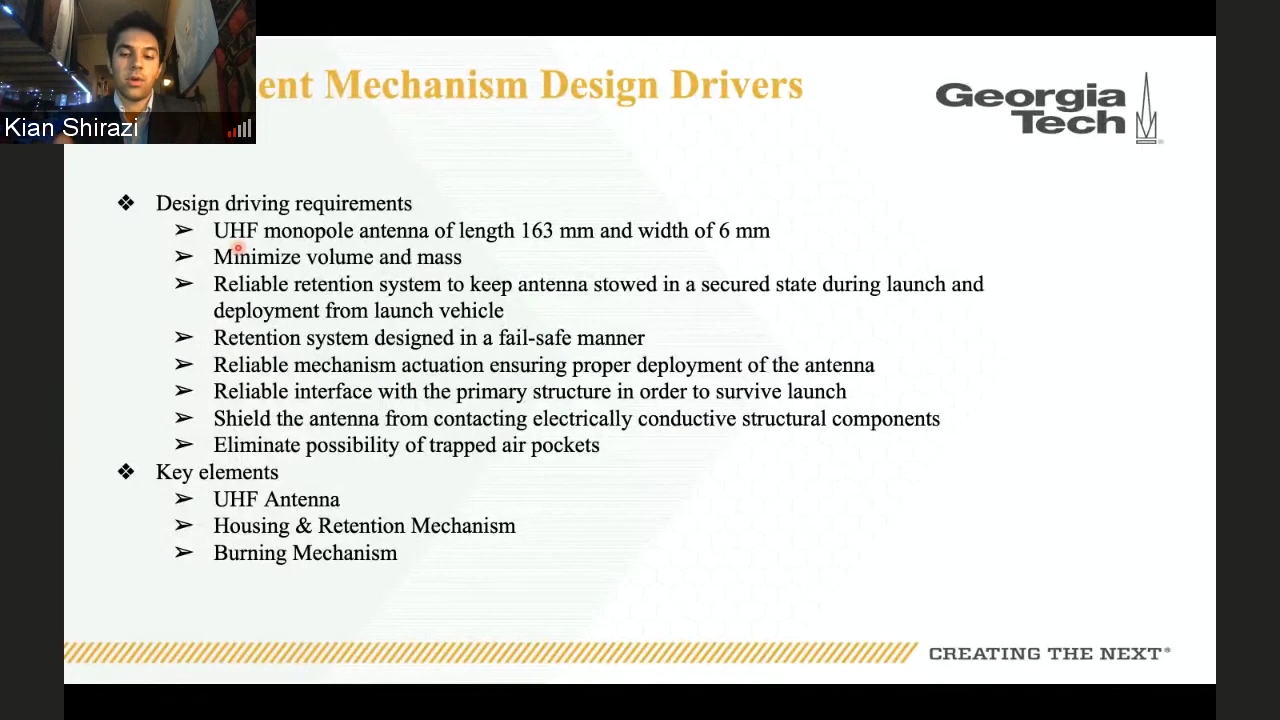 ent Mechanism Design Drivers
Georgia
Tech
Kian Shirazi
❖ Design driving requirements
➢ UHF monopole antenna of length 163 mm and width of 6 mm
➢ Minimize volume and mass
➢ Reliable retention system to keep antenna stowed in a secured state during launch and
deployment from launch vehicle
➢ Retention system designed in a fail-safe manner
➢ Reliable mechanism actuation ensuring proper deployment of the antenna
➢ Reliable interface with the primary structure in order to survive launch
➢ Shield the antenna from contacting electrically conductive structural components
➢ Eliminate possibility of trapped air pockets
❖ Key elements
➢ UHF Antenna
➢ Housing & Retention Mechanism
➢ Burning Mechanism
CREATING THE NEXT®